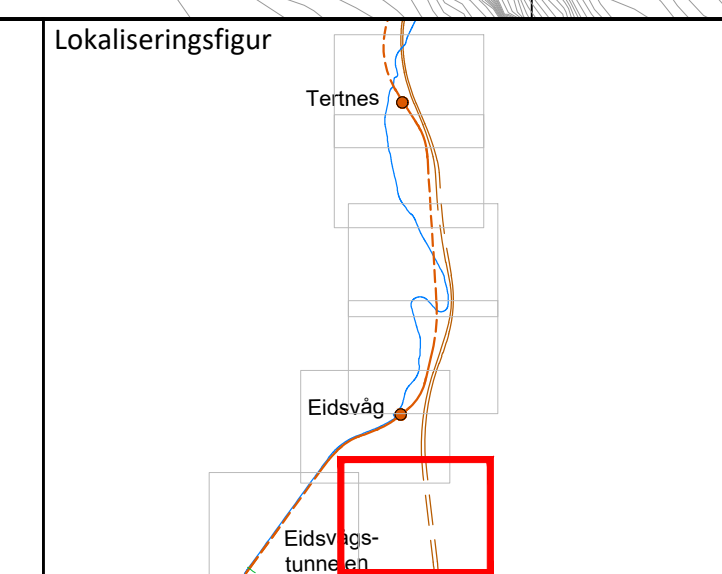 Lokaliseringsfigur
Tertnes
Eidsvåg
Eidsvågs-
tunnelen